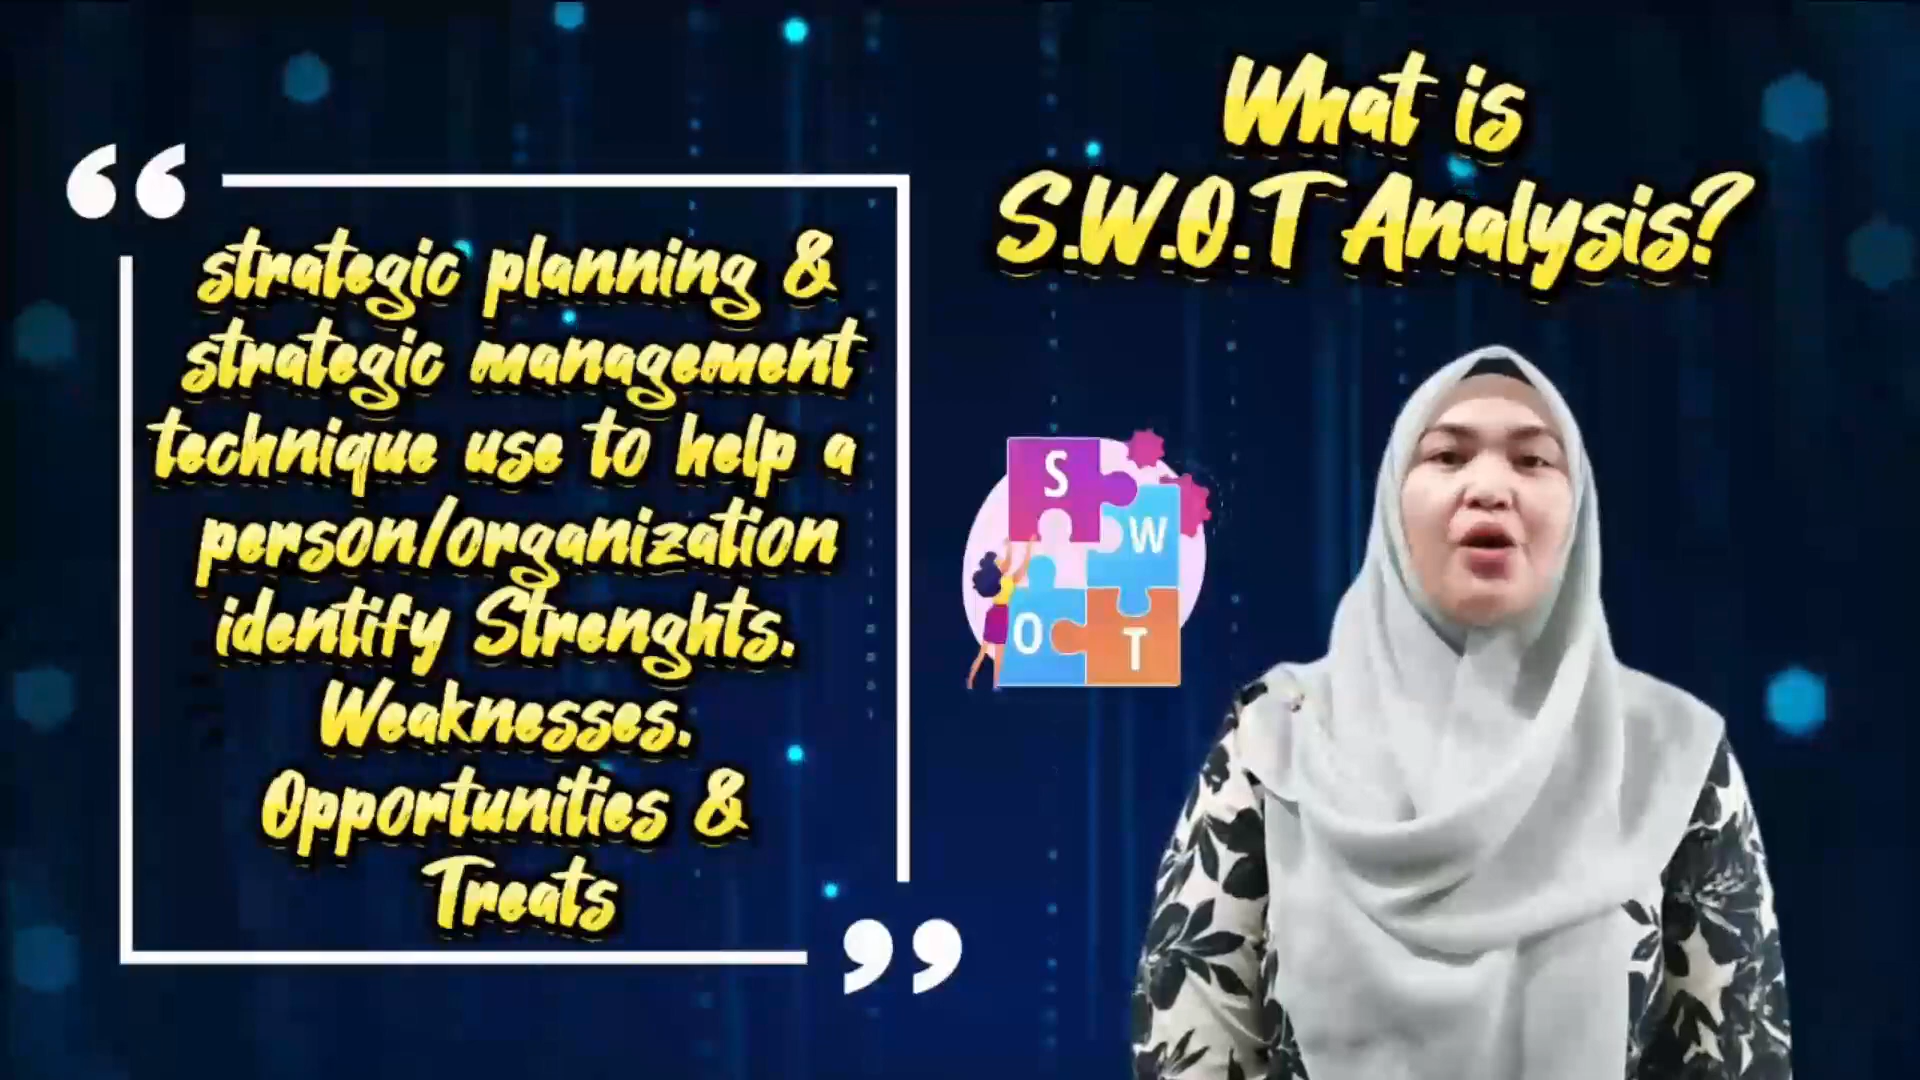 What is
S.W.O.T Analysis?
strategic planning &
strategic management
technique use to help a
person/organization
identify Strenghts.
Weaknesses.
Opportunities &
Treats
S
W
O
T